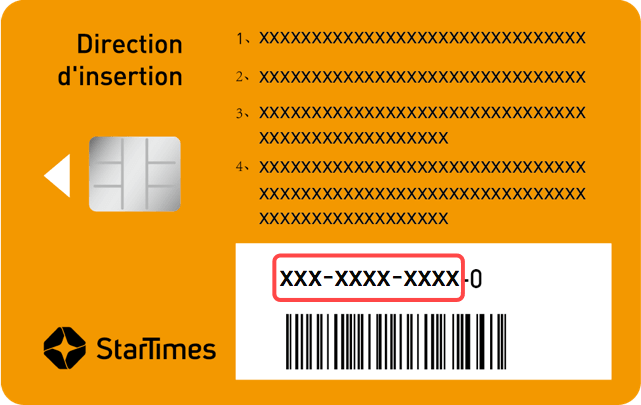 Direction
d'insertion
1、XXXXXXXXXXXXXXXXXXXXXXXXXXXXXXX
2、XXXXXXXXXXXXXXXXXXXXXXXXXXXXXXX
3、XXXXXXXXXXXXXXXXXXXXXXXXXXXXXXX
XXXXXXXXXXXXXXXXXX
4、XXXXXXXXXXXXXXXXXXXXXXXXXXXXXXX
XXXXXXXXXXXXXXXXXXXXXXXXXXXXXXX
XXXXXXXXXXXXXXXXXX
XXX-XXXX-XXXX-0
StarTimes